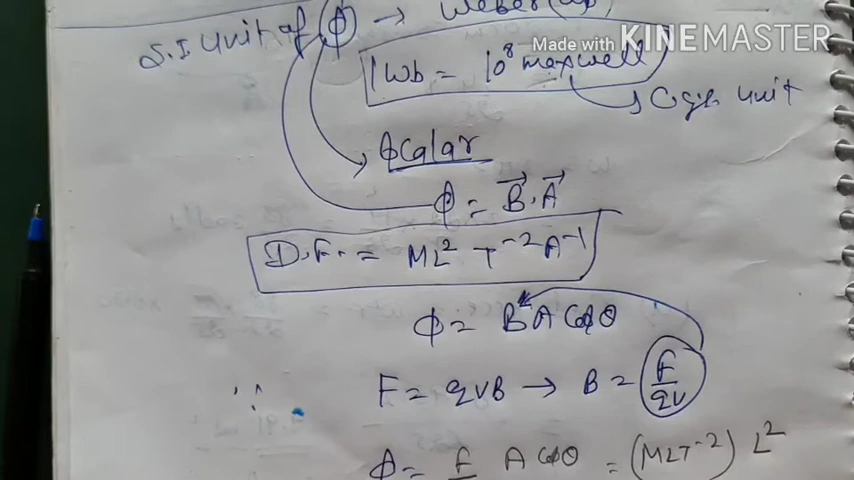 S.I Unit of φ → Weber(
Made with KINEMASTER
1 Wb = 10⁸ maxwell
C.g.s. Unit
Scalar
φ = B⃗.A⃗
D.F. = ML² T⁻² A⁻¹
φ = BA Cosθ
∵ F = qvB → B = F/qv
φ = F A cosθ = (MLT⁻²) L²